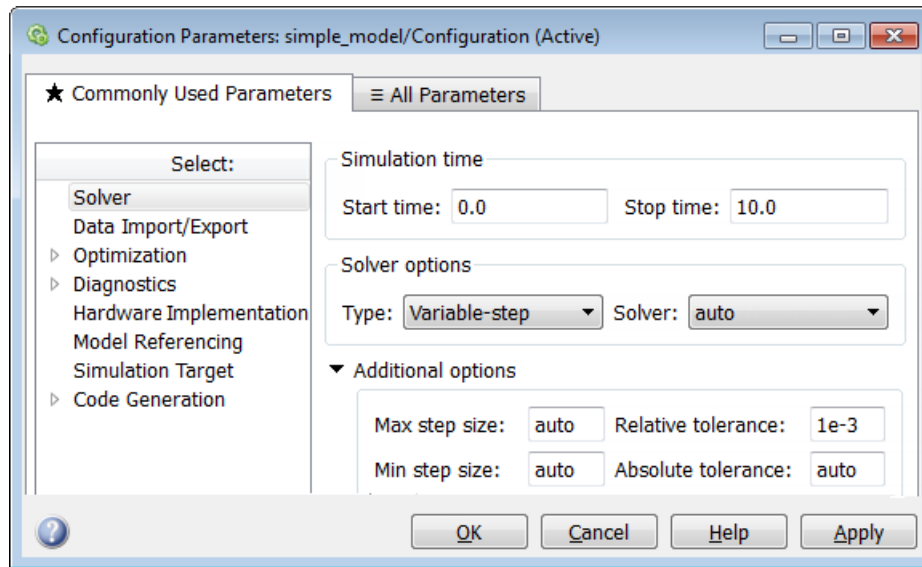 Configuration Parameters: simple_model/Configuration (Active)
★ Commonly Used Parameters
≡ All Parameters
Select:
Solver
Data Import/Export
Optimization
Diagnostics
Hardware Implementation
Model Referencing
Simulation Target
Code Generation
Simulation time
Start time: 0.0 Stop time: 10.0
Solver options
Type: Variable-step Solver: auto
Additional options
Max step size: auto Relative tolerance: 1e-3
Min step size: auto Absolute tolerance: auto
OK Cancel Help Apply